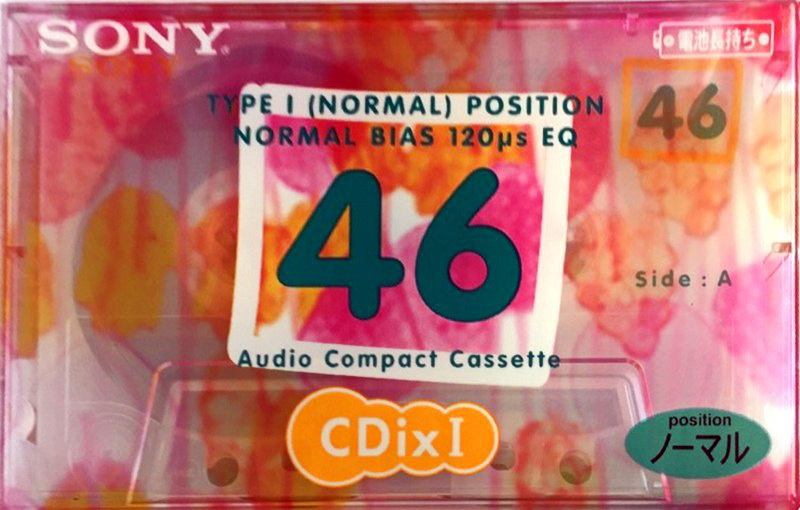 SONY
電池長持ち
TYPE I (NORMAL) POSITION
NORMAL BIAS 120μs EQ
46
46
Side : A
Audio Compact Cassette
CDixI
position
ノーマル